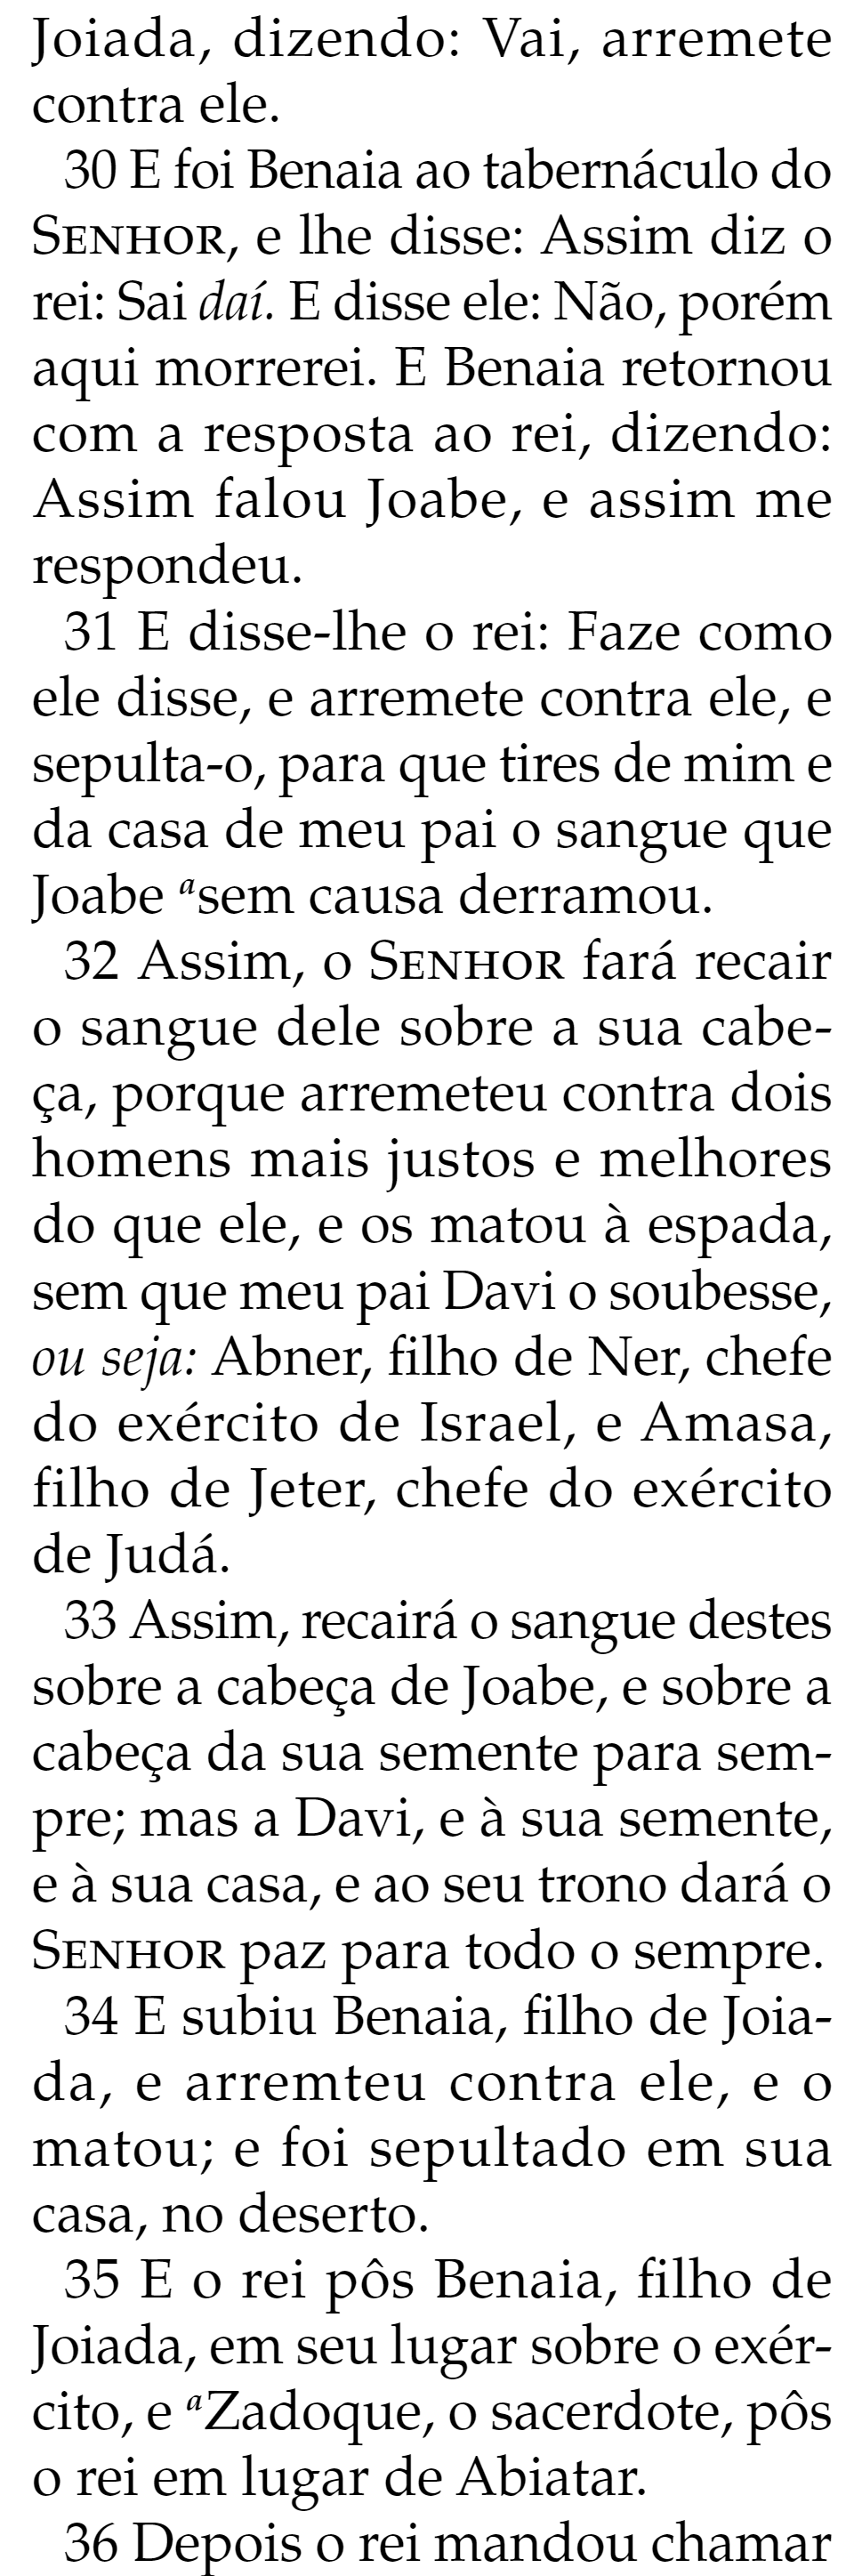 Joiada, dizendo: Vai, arremete
contra ele.
30 E foi Benaia ao tabernáculo do
SENHOR, e lhe disse: Assim diz o
rei: Sai daí. E disse ele: Não, porém
aqui morrerei. E Benaia retornou
com a resposta ao rei, dizendo:
Assim falou Joabe, e assim me
respondeu.
31 E disse-lhe o rei: Faze como
ele disse, e arremete contra ele, e
sepulta-o, para que tires de mim e
da casa de meu pai o sangue que
Joabe ᵃsem causa derramou.
32 Assim, o SENHOR fará recair
o sangue dele sobre a sua cabe-
ça, porque arremeteu contra dois
homens mais justos e melhores
do que ele, e os matou à espada,
sem que meu pai Davi o soubesse,
ou seja: Abner, filho de Ner, chefe
do exército de Israel, e Amasa,
filho de Jeter, chefe do exército
de Judá.
33 Assim, recairá o sangue destes
sobre a cabeça de Joabe, e sobre a
cabeça da sua semente para sem-
pre; mas a Davi, e à sua semente,
e à sua casa, e ao seu trono dará o
SENHOR paz para todo o sempre.
34 E subiu Benaia, filho de Joia-
da, e arremteu contra ele, e o
matou; e foi sepultado em sua
casa, no deserto.
35 E o rei pôs Benaia, filho de
Joiada, em seu lugar sobre o exér-
cito, e ᵃZadoque, o sacerdote, pôs
o rei em lugar de Abiatar.
36 Depois o rei mandou chamar